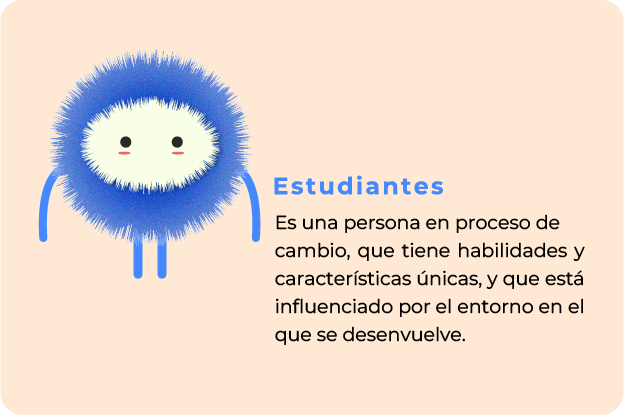 Estudiantes
Es una persona en proceso de
cambio, que tiene habilidades y
características únicas, y que está
influenciado por el entorno en el
que se desenvuelve.